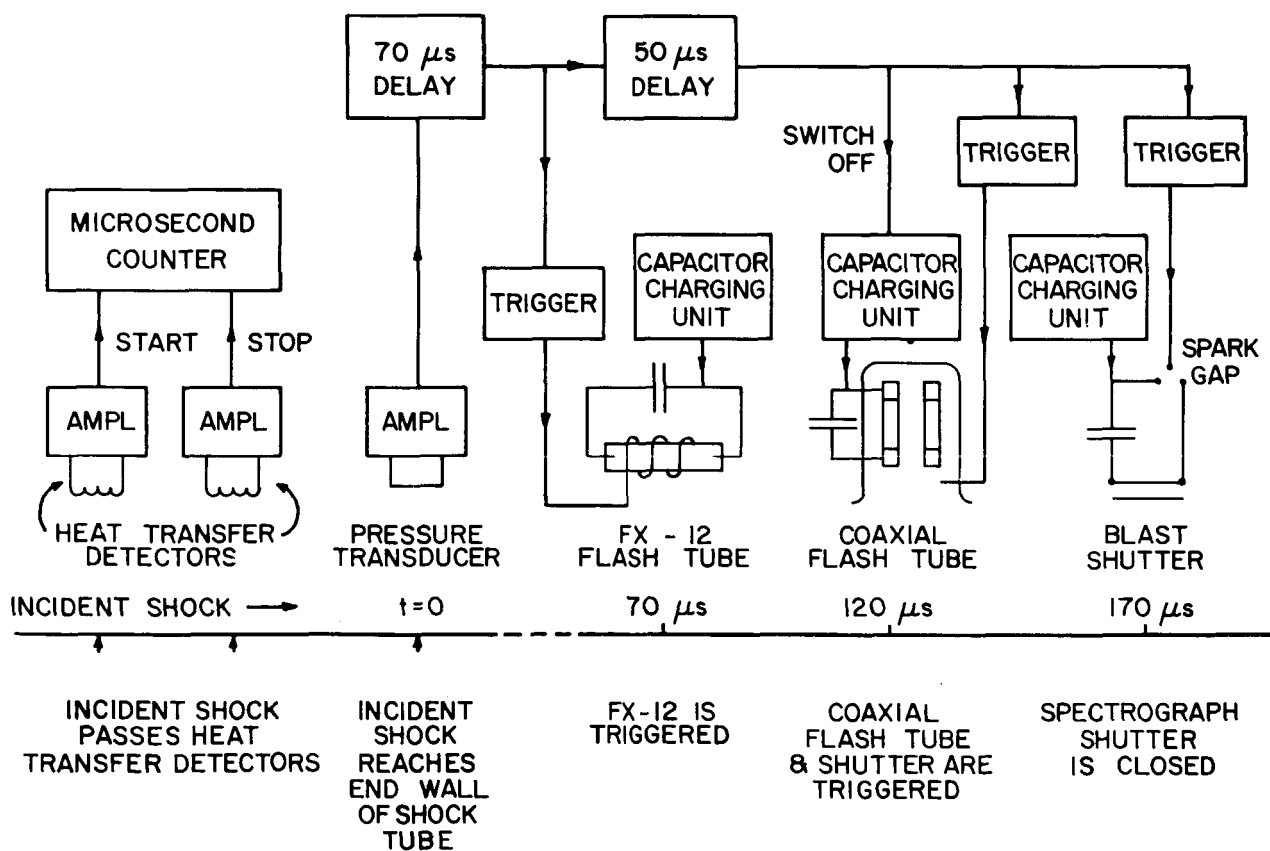 70 μs
DELAY
50 μs
DELAY
SWITCH
OFF
TRIGGER
TRIGGER
MICROSECOND
COUNTER
TRIGGER
CAPACITOR
CHARGING
UNIT
CAPACITOR
CHARGING
UNIT
CAPACITOR
CHARGING
UNIT
START
STOP
SPARK
GAP
AMPL
AMPL
AMPL
HEAT TRANSFER
DETECTORS
PRESSURE
TRANSDUCER
FX - 12
FLASH TUBE
COAXIAL
FLASH TUBE
BLAST
SHUTTER
INCIDENT SHOCK
t=0
70 μs
120 μs
170 μs
INCIDENT SHOCK
PASSES HEAT
TRANSFER DETECTORS
INCIDENT
SHOCK
REACHES
END WALL
OF SHOCK
TUBE
FX-12 IS
TRIGGERED
COAXIAL
FLASH TUBE
& SHUTTER ARE
TRIGGERED
SPECTROGRAPH
SHUTTER
IS CLOSED